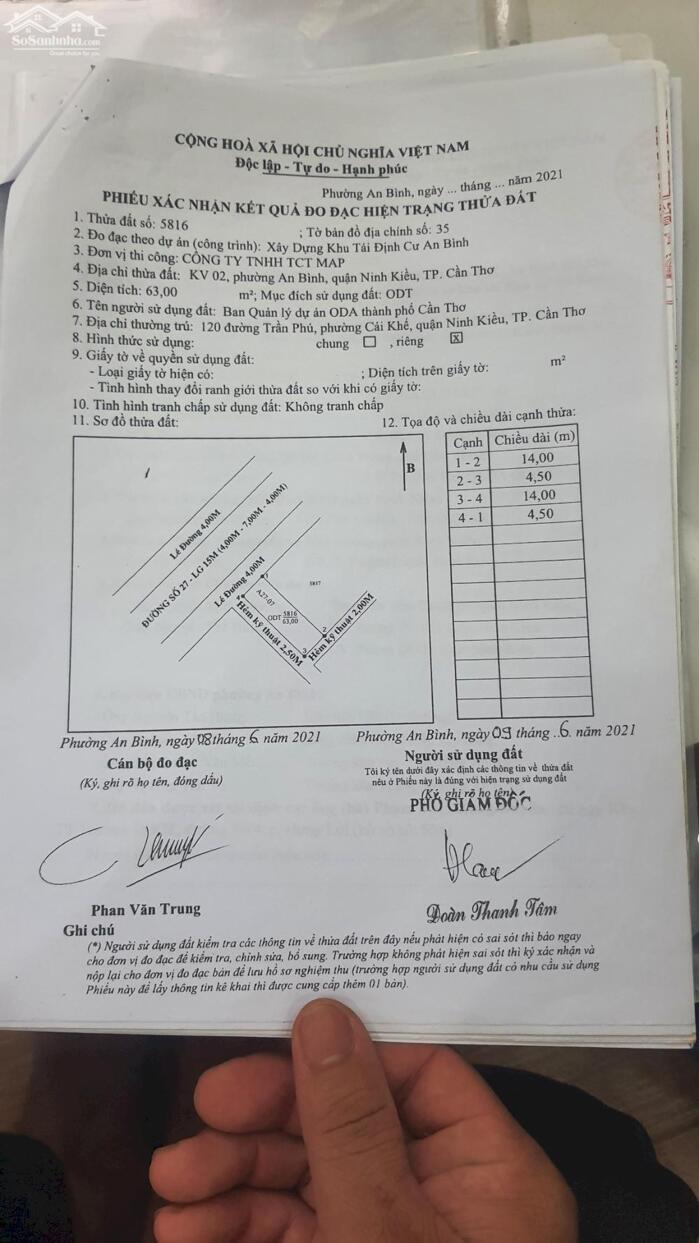 SoSanhnha.com
Great choice for you
CỘNG HOÀ XÃ HỘI CHỦ NGHĨA VIỆT NAM
Độc lập - Tự do - Hạnh phúc
Phường An Bình, ngày ... tháng ... năm 2021
PHIẾU XÁC NHẬN KẾT QUẢ ĐO ĐẠC HIỆN TRẠNG THỬA ĐẤT
1. Thửa đất số: 5816 ; Tờ bản đồ địa chính số: 35
2. Đo đạc theo dự án (công trình): Xây Dựng Khu Tái Định Cư An Bình
3. Đơn vị thi công: CÔNG TY TNHH TCT MAP
4. Địa chỉ thửa đất: KV 02, phường An Bình, quận Ninh Kiều, TP. Cần Thơ
5. Diện tích: 63,00 m²; Mục đích sử dụng đất: ODT
6. Tên người sử dụng đất: Ban Quản lý dự án ODA thành phố Cần Thơ
7. Địa chỉ thường trú: 120 đường Trần Phú, phường Cái Khế, quận Ninh Kiều, TP. Cần Thơ
8. Hình thức sử dụng: chung ☐ , riêng ☒
9. Giấy tờ về quyền sử dụng đất:
- Loại giấy tờ hiện có: ; Diện tích trên giấy tờ: m²
- Tình hình thay đổi ranh giới thửa đất so với khi có giấy tờ:
10. Tình hình tranh chấp sử dụng đất: Không tranh chấp
11. Sơ đồ thửa đất: 12. Tọa độ và chiều dài cạnh thửa:
Cạnh Chiều dài (m)
1 - 2 14,00
2 - 3 4,50
3 - 4 14,00
4 - 1 4,50
B
Lề Đường 4,00M
ĐƯỜNG SỐ 27 - LG 15M (4,00M - 7,00M - 4,00M)
Lề Đường 4,00M
1
5817
A27-07
4
ODT 5816
63,00
2
3
Hẻm kỹ thuật 2,50M
Hẻm kỹ thuật 2,00M
Phường An Bình, ngày 08 tháng 6 năm 2021
Cán bộ đo đạc
(Ký, ghi rõ họ tên, đóng dấu)
Phan Văn Trung
Phường An Bình, ngày 09 tháng ..6. năm 2021
Người sử dụng đất
Tôi ký tên dưới đây xác định các thông tin về thửa đất
nêu ở Phiếu này là đúng với hiện trạng sử dụng đất
(Ký, ghi rõ họ tên)
PHÓ GIÁM ĐỐC
Đoàn Thanh Tâm
Ghi chú
(*) Người sử dụng đất kiểm tra các thông tin về thửa đất trên đây nếu phát hiện có sai sót thì báo ngay
cho đơn vị đo đạc để kiểm tra, chỉnh sửa, bổ sung. Trường hợp không phát hiện sai sót thì ký xác nhận và
nộp lại cho đơn vị đo đạc bản để lưu hồ sơ nghiệm thu (trường hợp người sử dụng đất có nhu cầu sử dụng
Phiếu này để lấy thông tin kê khai thì được cung cấp thêm 01 bản).